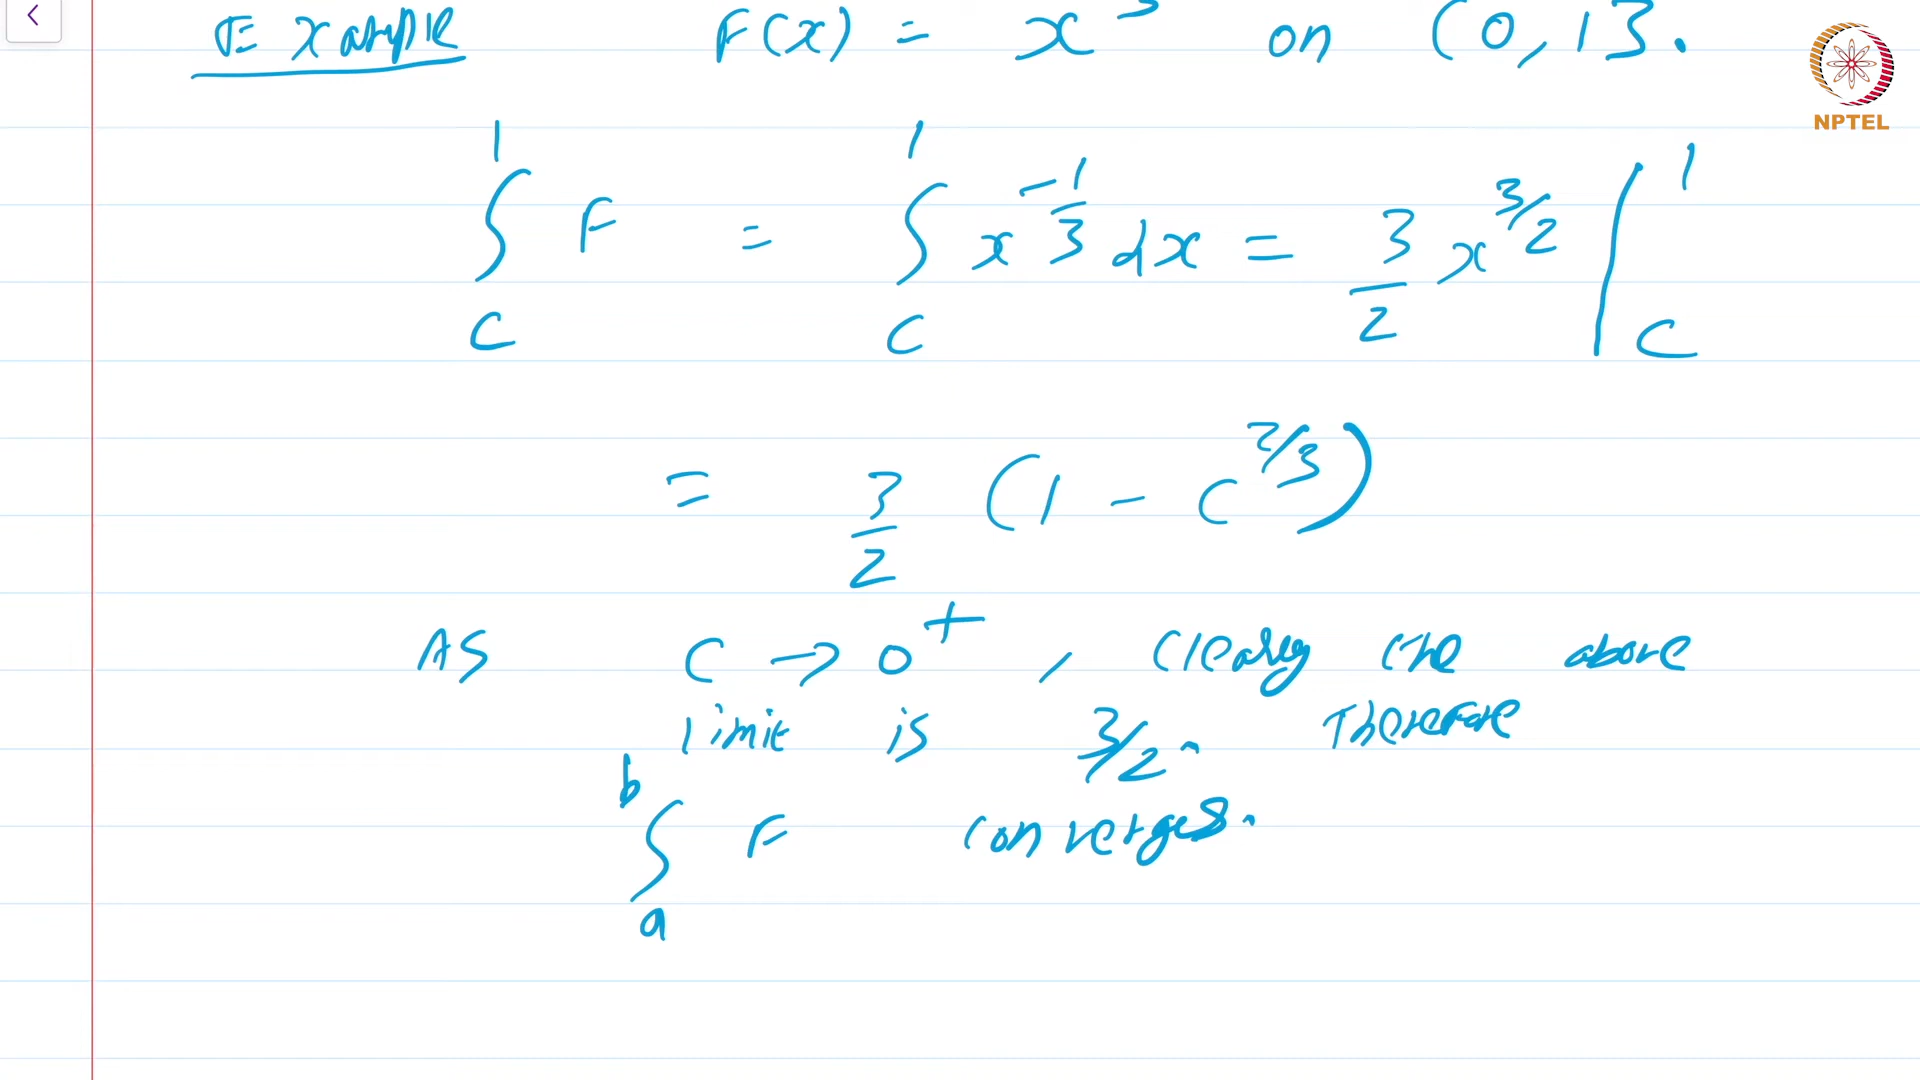 Example F(x) = x^3 on (0,1].
NPTEL
∫_c^1 F = ∫_c^1 x^{-1/3} dx = 3/2 x^{3/2} |_c^1
= 3/2 (1 - c^{2/3})
As c → 0^+, clearly the above
limit is 3/2. Therefore
∫_a^b F converges.